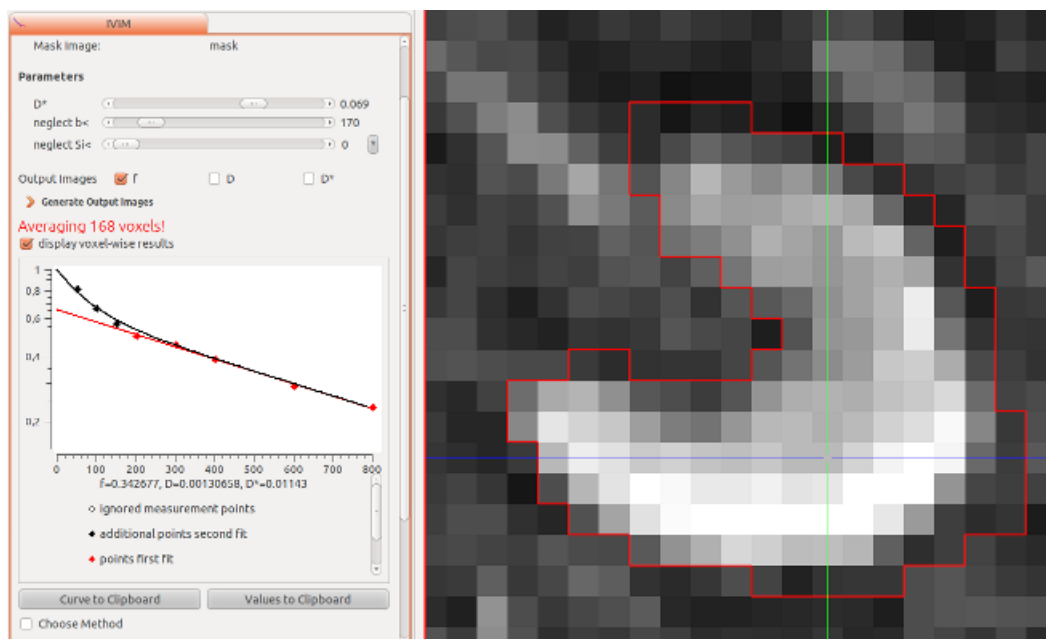 IVIM
Mask Image: mask
Parameters
D* 0.069
neglect b< 170
neglect Si< 0
Output Images f D D*
Generate Output Images
Averaging 168 voxels!
display voxel-wise results
1
0,8
0,6
0,4
0,2
0 100 200 300 400 500 600 700 800
f=0.342677, D=0.00130658, D*=0.01143
ignored measurement points
additional points second fit
points first fit
Curve to Clipboard Values to Clipboard
Choose Method